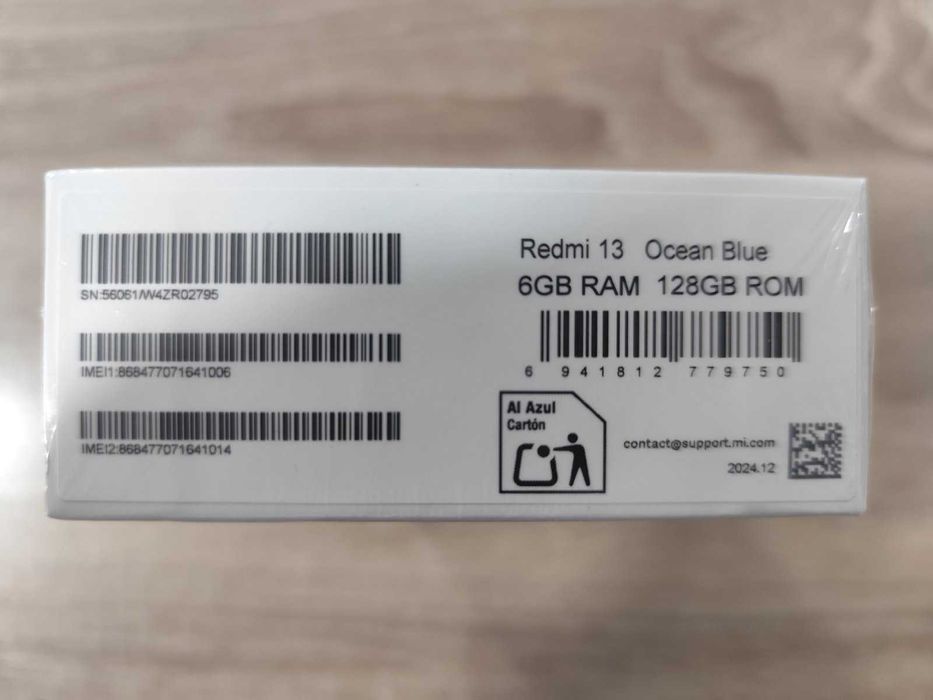 SN:56061/W4ZR02795
IMEI1:868477071641006
IMEI2:868477071641014
Redmi 13 Ocean Blue
6GB RAM 128GB ROM
6 941812 779750
Al Azul
Cartón
contact@support.mi.com
2024.12